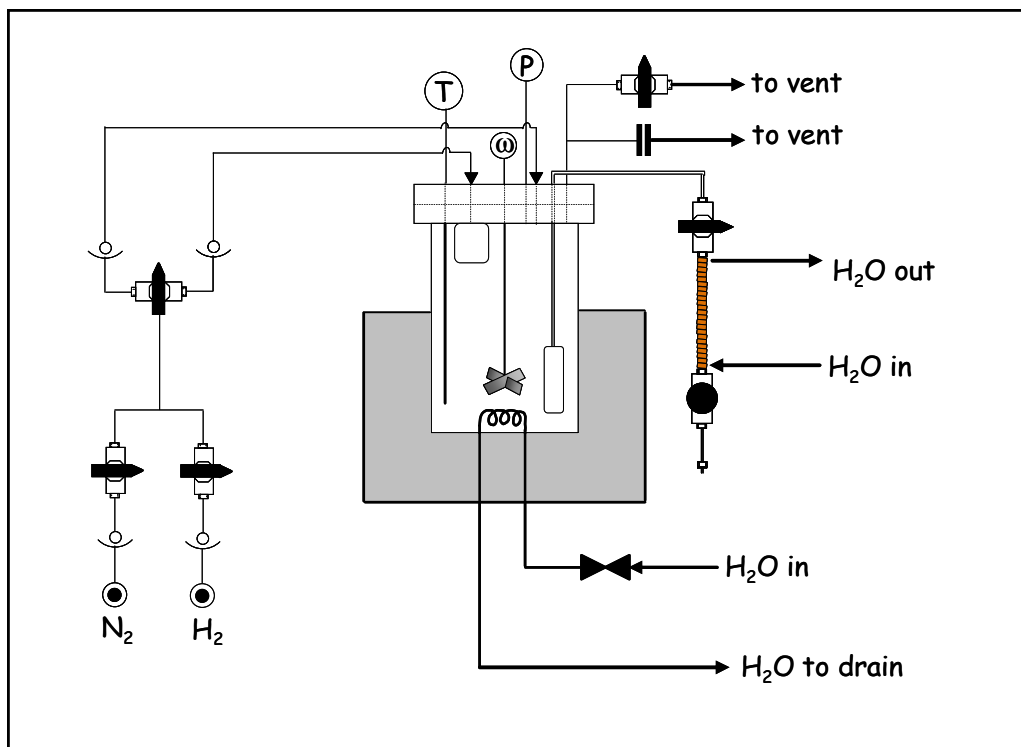 P
to vent
T
to vent
ω
H₂O out
H₂O in
H₂O in
N₂
H₂
H₂O to drain